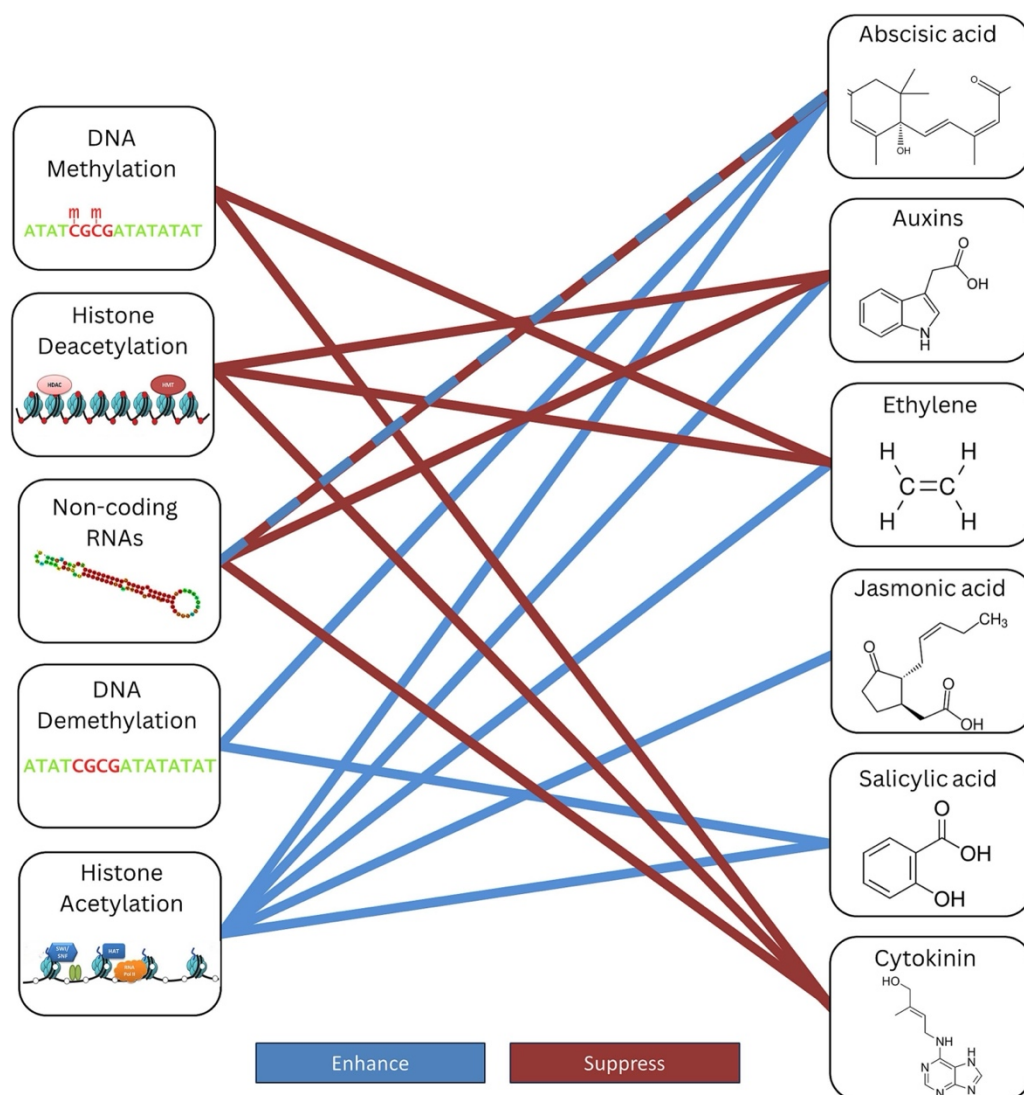 DNA
Methylation
m m
ATATCGCGATATATAT
Histone
Deacetylation
HDAC
HMT
Non-coding
RNAs
DNA
Demethylation
ATATCGCGATATATAT
Histone
Acetylation
SWI/
SNF
HAT
RNA
Pol II
Abscisic acid
O
OH
Auxins
O
OH
N
H
Ethylene
H H
C=C
H H
Jasmonic acid
CH3
O
O
OH
Salicylic acid
O
OH
OH
Cytokinin
HO
NH
H
N N
N N
Enhance
Suppress